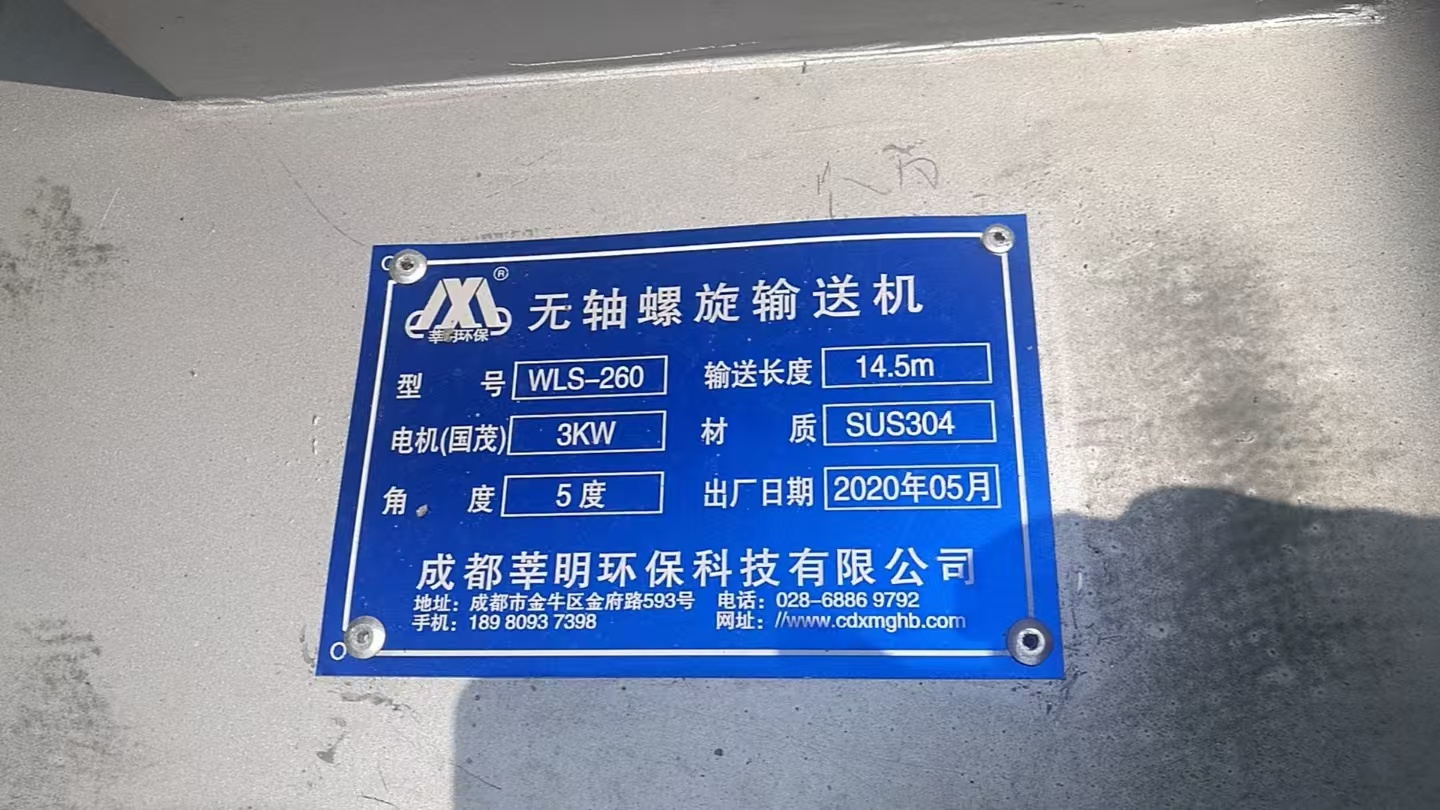 ®
莘明环保
无轴螺旋输送机
型号 WLS-260 输送长度 14.5m
电机(国茂) 3KW 材质 SUS304
角度 5度 出厂日期 2020年05月
成都莘明环保科技有限公司
地址：成都市金牛区金府路593号 电话：028-6886 9792
手机：189 8093 7398 网址：//www.cdxmghb.com